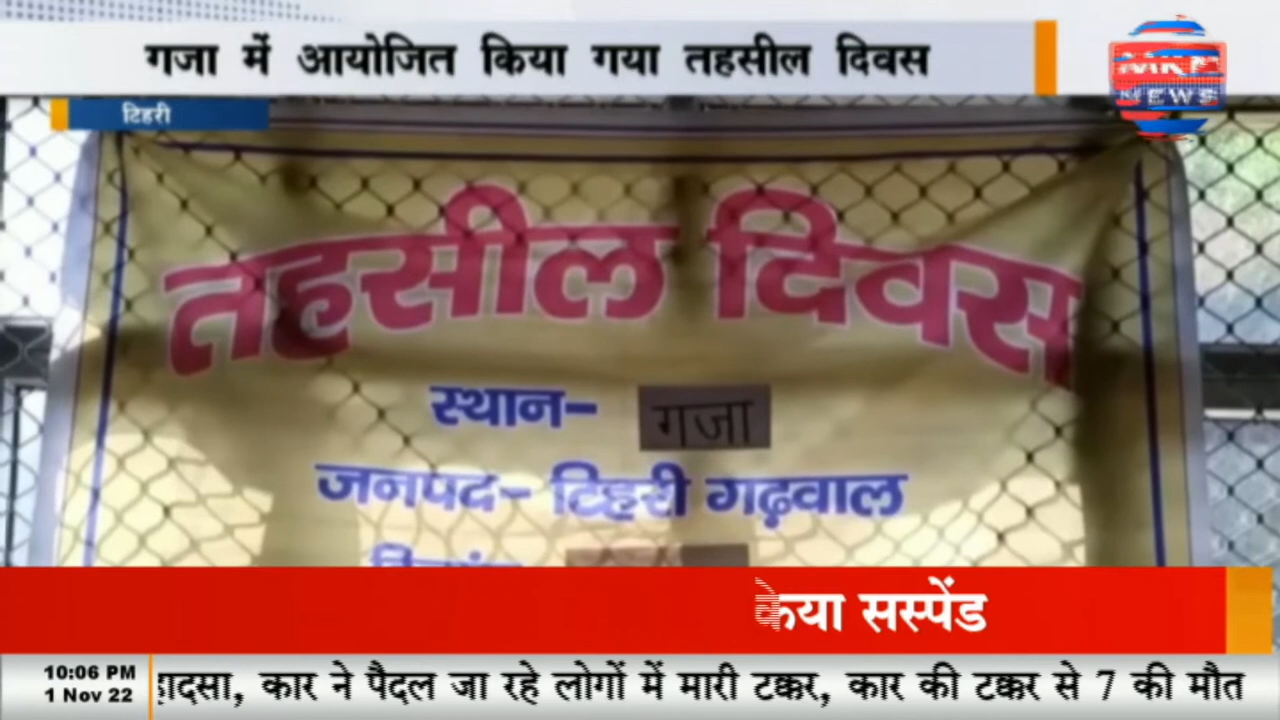 गजा में आयोजित किया गया तहसील दिवस
NEWS
टिहरी
तहसील दिवस
स्थान- गजा
जनपद- टिहरी गढ़वाल
सस्पेंड
10:06 PM
1 Nov 22
कार ने पैदल जा रहे लोगों में मारी टक्कर, कार की टक्कर से 7 की मौत